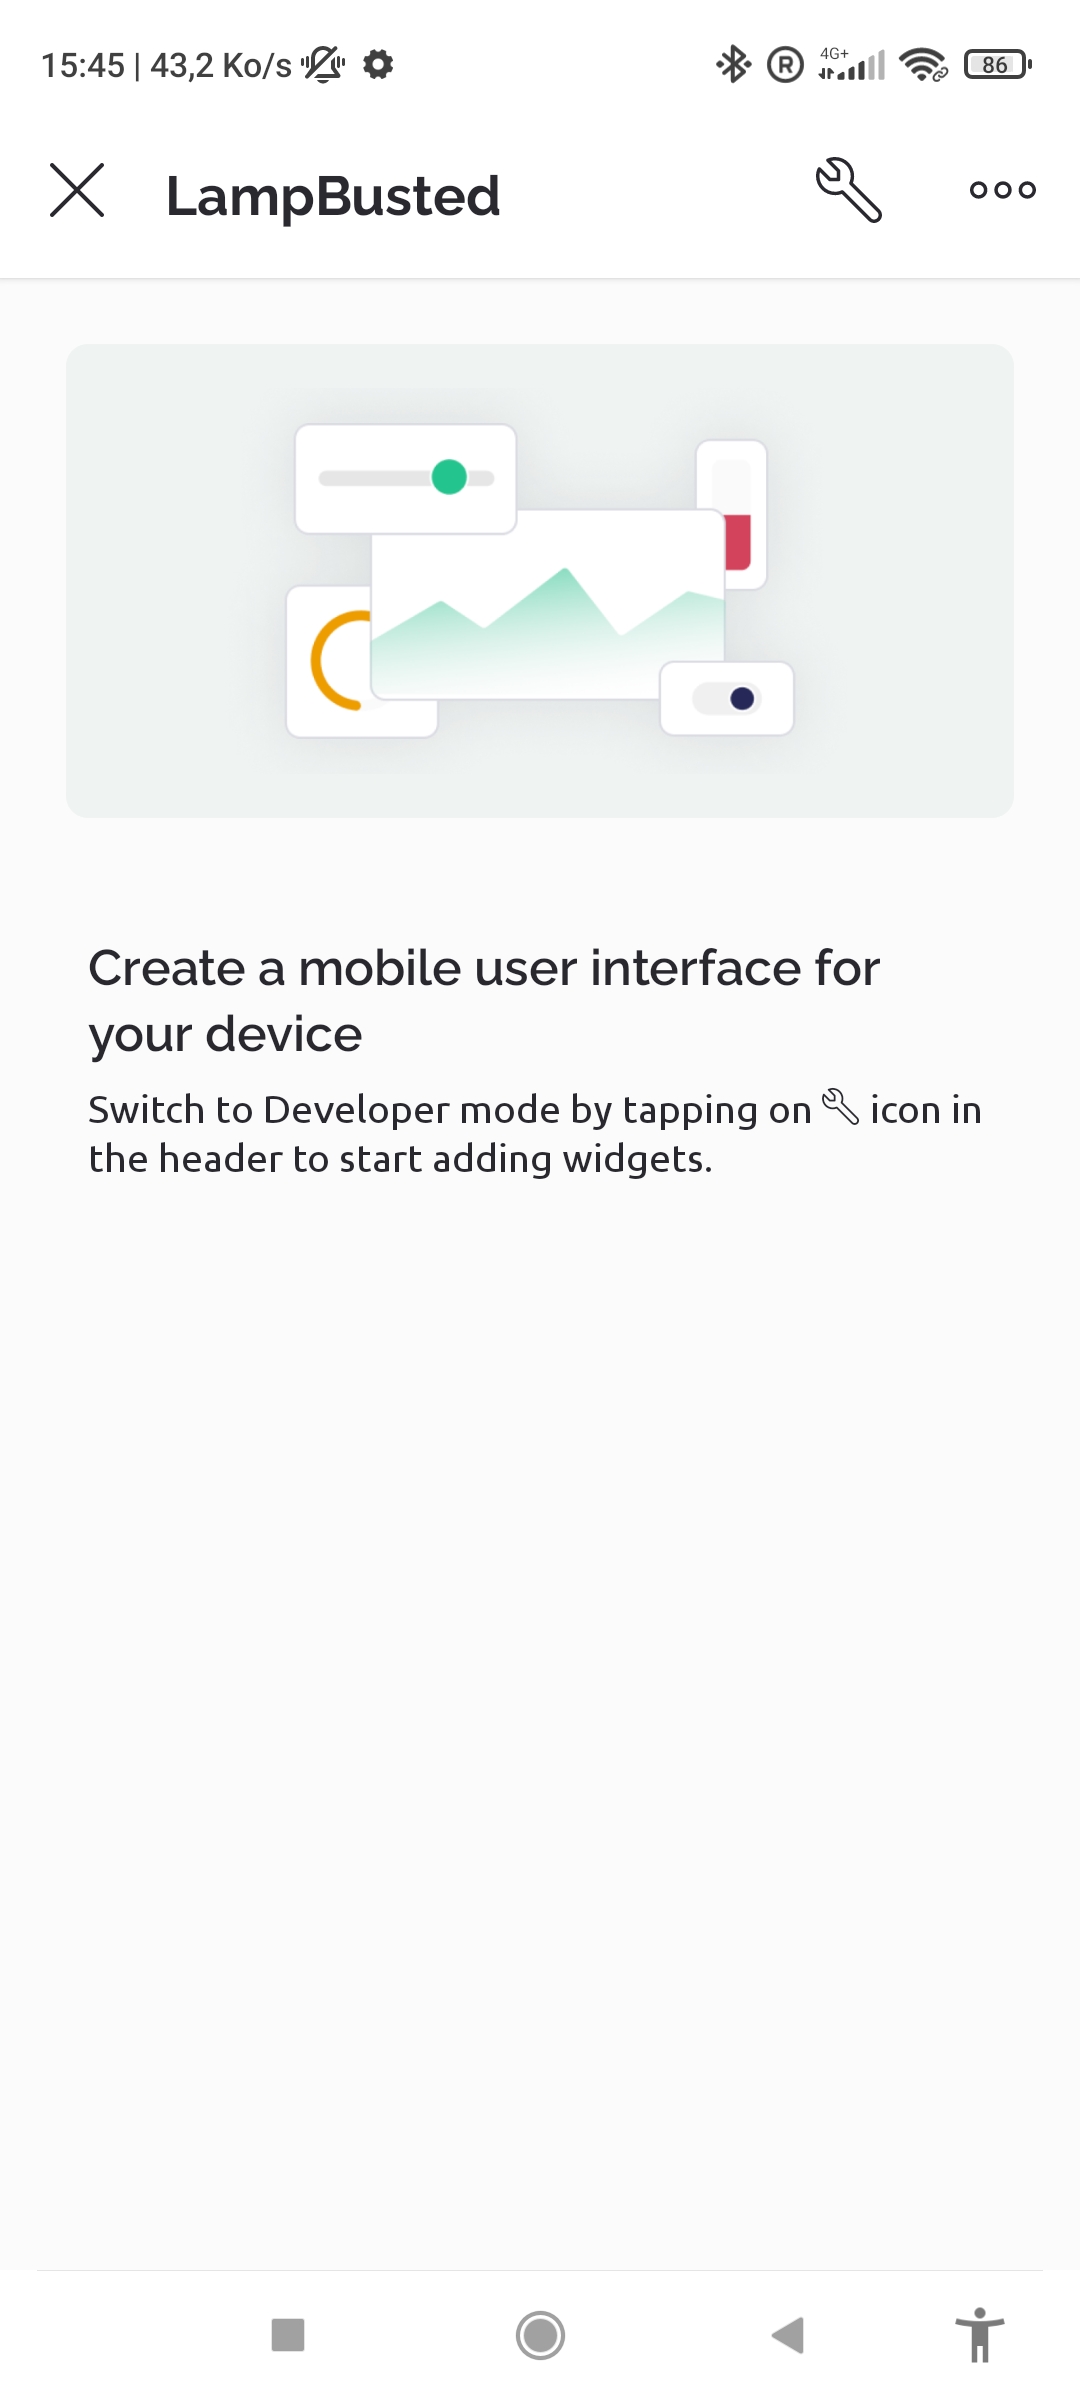 15:45 | 43,2 Ko/s
4G+
86
LampBusted
Create a mobile user interface for
your device
Switch to Developer mode by tapping on icon in
the header to start adding widgets.